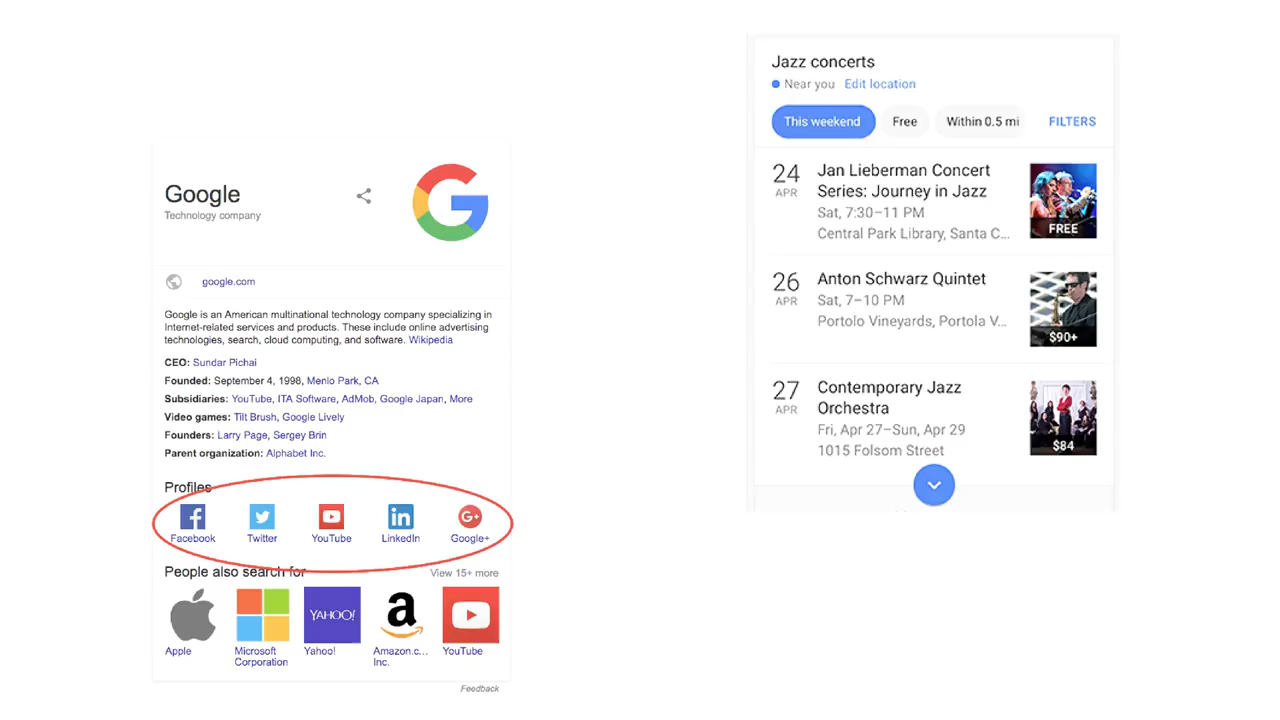 Google
Technology company
google.com
Google is an American multinational technology company specializing in
Internet-related services and products. These include online advertising
technologies, search, cloud computing, and software. Wikipedia
CEO: Sundar Pichai
Founded: September 4, 1998, Menlo Park, CA
Subsidiaries: YouTube, ITA Software, AdMob, Google Japan, More
Video games: Tilt Brush, Google Lively
Founders: Larry Page, Sergey Brin
Parent organization: Alphabet Inc.
Profiles
Facebook Twitter YouTube LinkedIn Google+
People also search for View 15+ more
YAHOO!
Apple Microsoft Corporation Yahoo! Amazon.c... Inc. YouTube
Feedback
Jazz concerts
Near you Edit location
This weekend Free Within 0.5 mi FILTERS
24 APR
Jan Lieberman Concert
Series: Journey in Jazz
Sat, 7:30–11 PM
Central Park Library, Santa C...
FREE
26 APR
Anton Schwarz Quintet
Sat, 7–10 PM
Portolo Vineyards, Portola V...
$90+
27 APR
Contemporary Jazz
Orchestra
Fri, Apr 27–Sun, Apr 29
1015 Folsom Street
$84